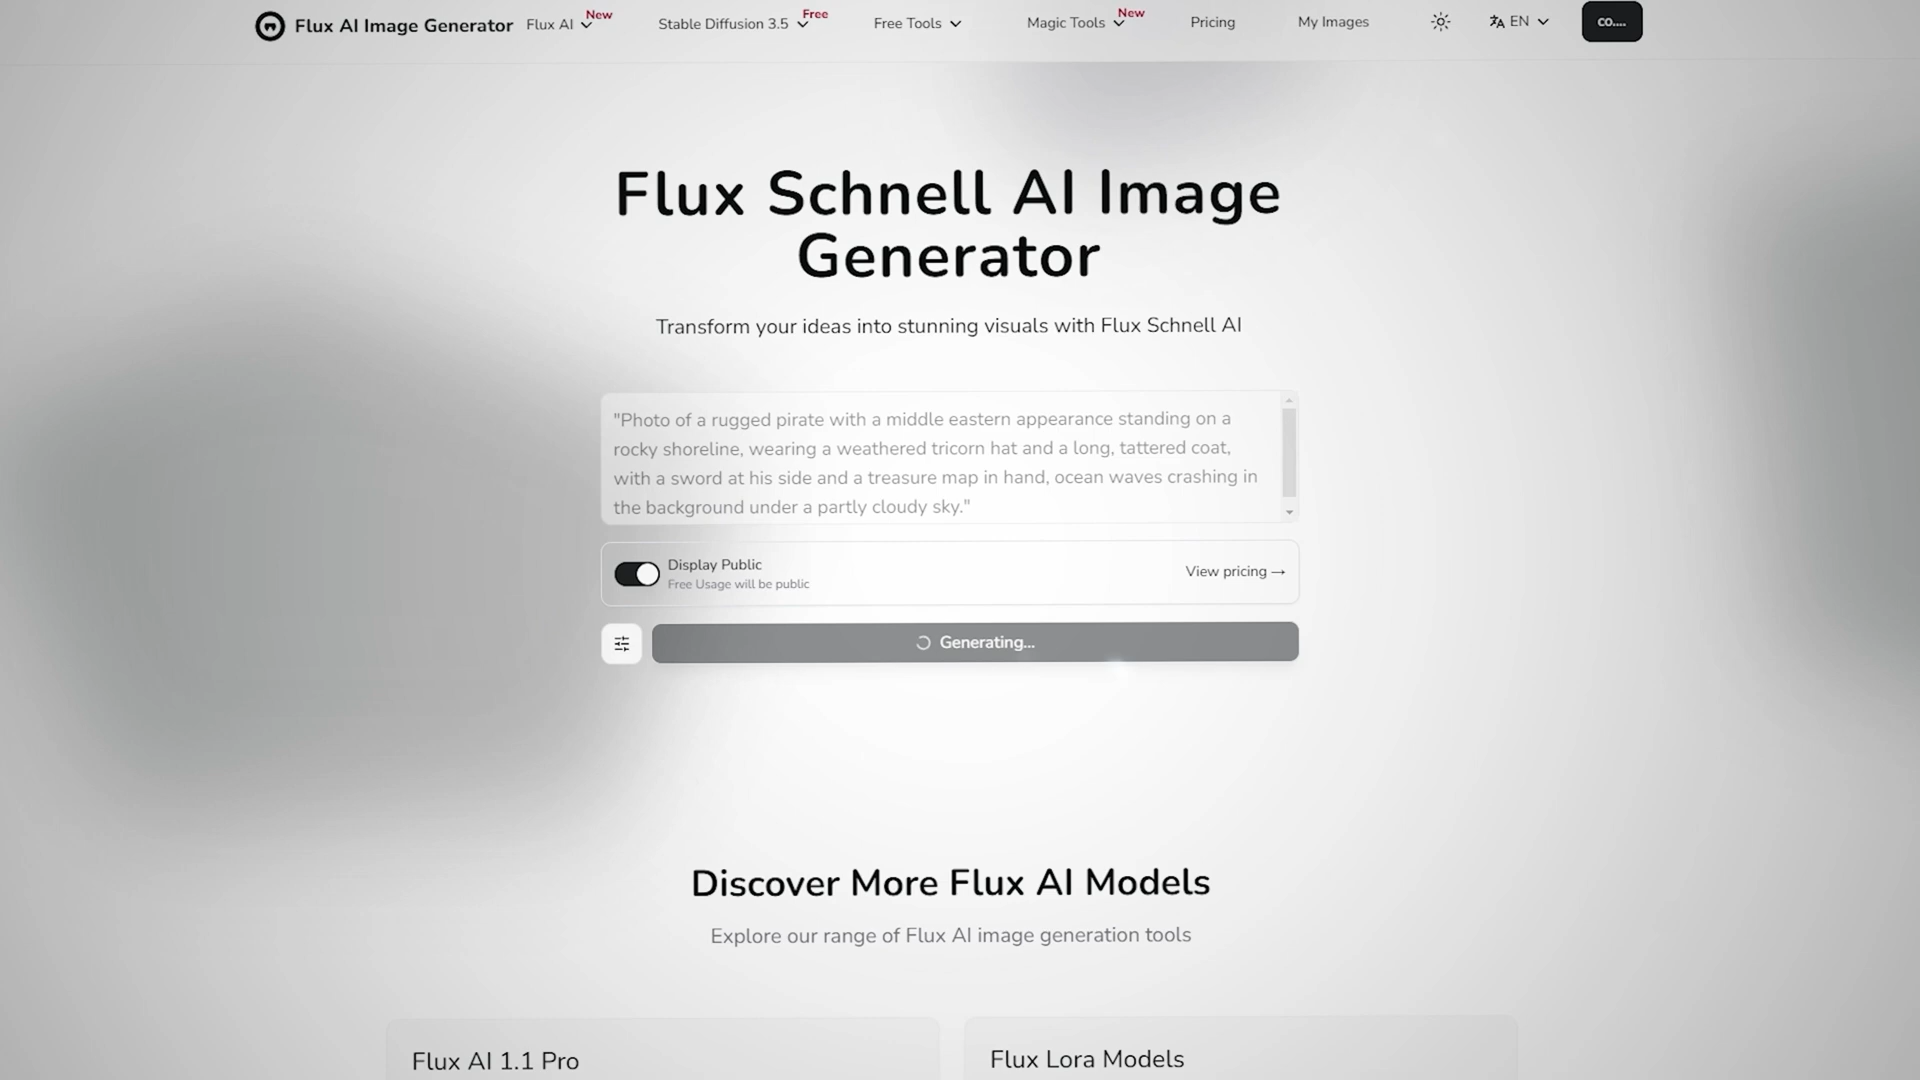 Flux AI Image Generator
Flux AI
New
Stable Diffusion 3.5
Free
Free Tools
Magic Tools
New
Pricing
My Images
EN
co....
Flux Schnell AI Image
Generator
Transform your ideas into stunning visuals with Flux Schnell AI
"Photo of a rugged pirate with a middle eastern appearance standing on a
rocky shoreline, wearing a weathered tricorn hat and a long, tattered coat,
with a sword at his side and a treasure map in hand, ocean waves crashing in
the background under a partly cloudy sky."
Display Public
Free Usage will be public
View pricing →
Generating...
Discover More Flux AI Models
Explore our range of Flux AI image generation tools
Flux AI 1.1 Pro
Flux Lora Models